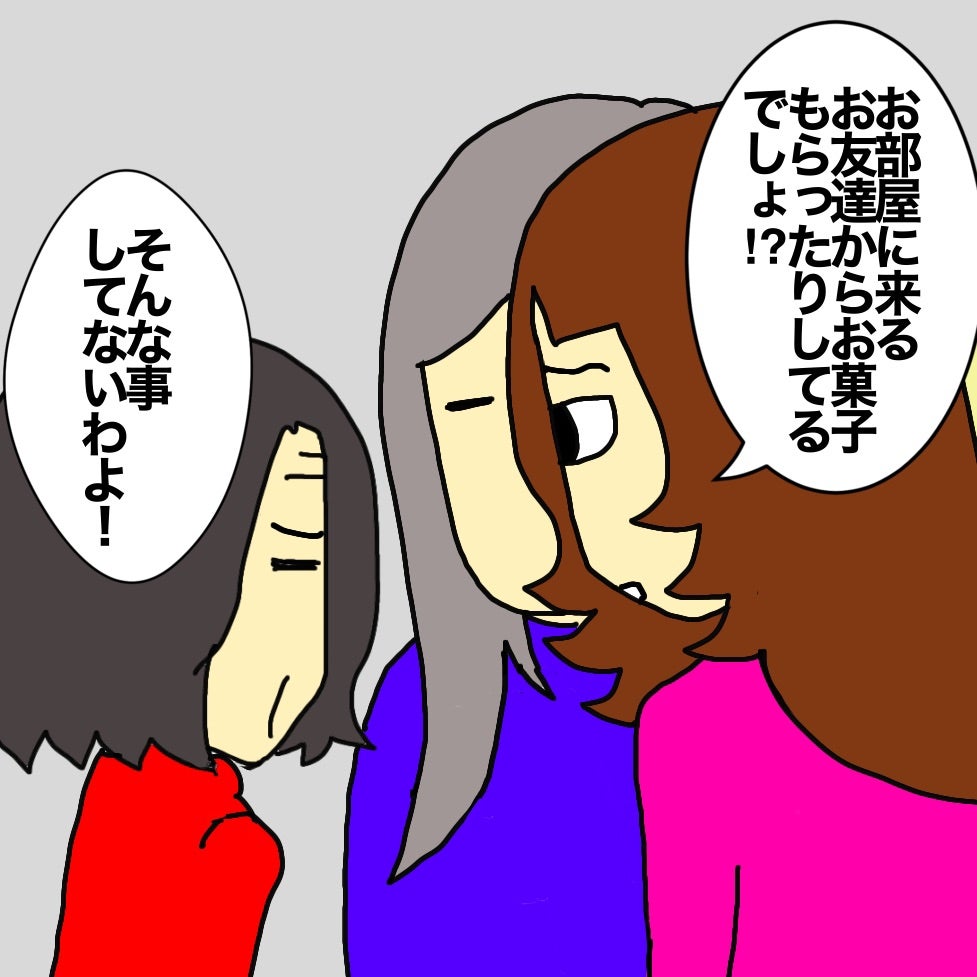 お部屋に来る
お友達からお菓子
もらったりしてる
でしょ!?
そんな事
してないわよ！